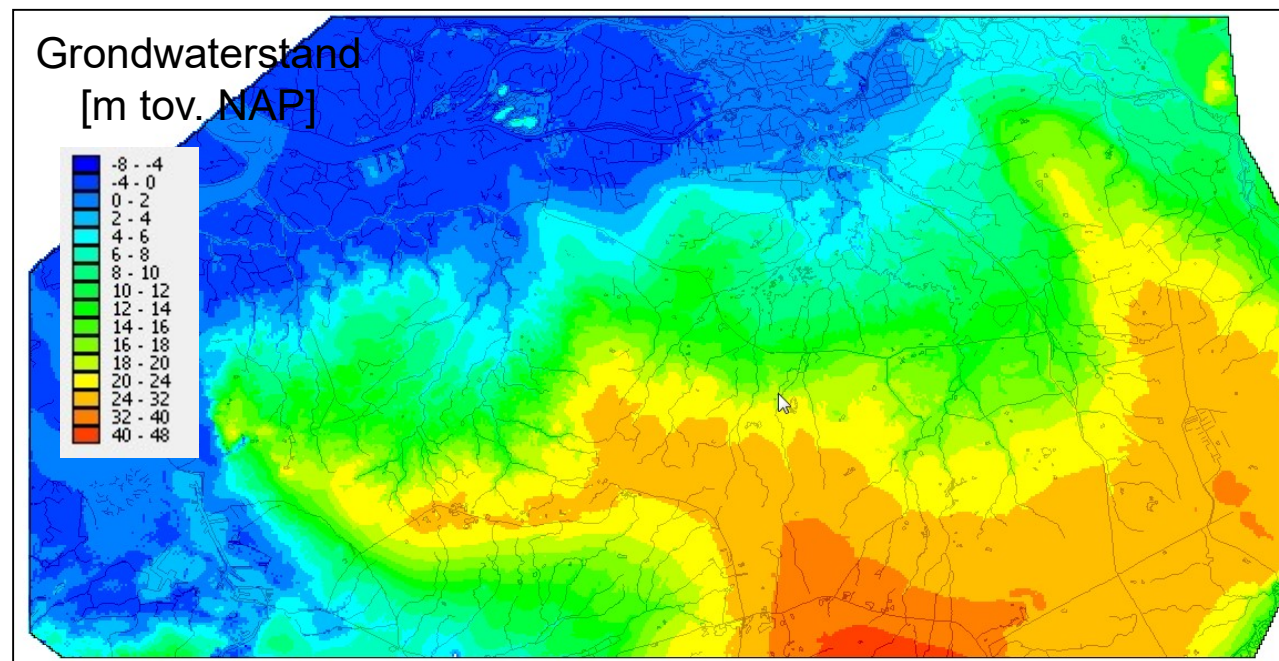 Grondwaterstand
[m tov. NAP]
-8 - -4
-4 - 0
0 - 2
2 - 4
4 - 6
6 - 8
8 - 10
10 - 12
12 - 14
14 - 16
16 - 18
18 - 20
20 - 24
24 - 32
32 - 40
40 - 48